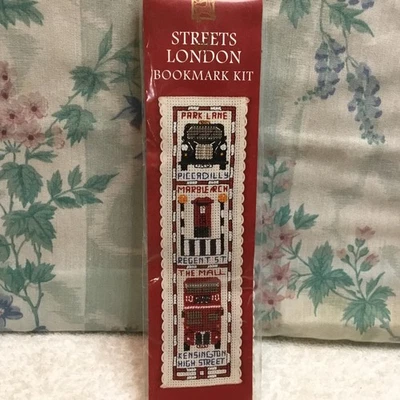 STREETS
LONDON
BOOKMARK KIT
PARK LANE
PICCADILLY
MARBLE ARCH
REGENT ST
THE MALL
KENSINGTON
HIGH STREET